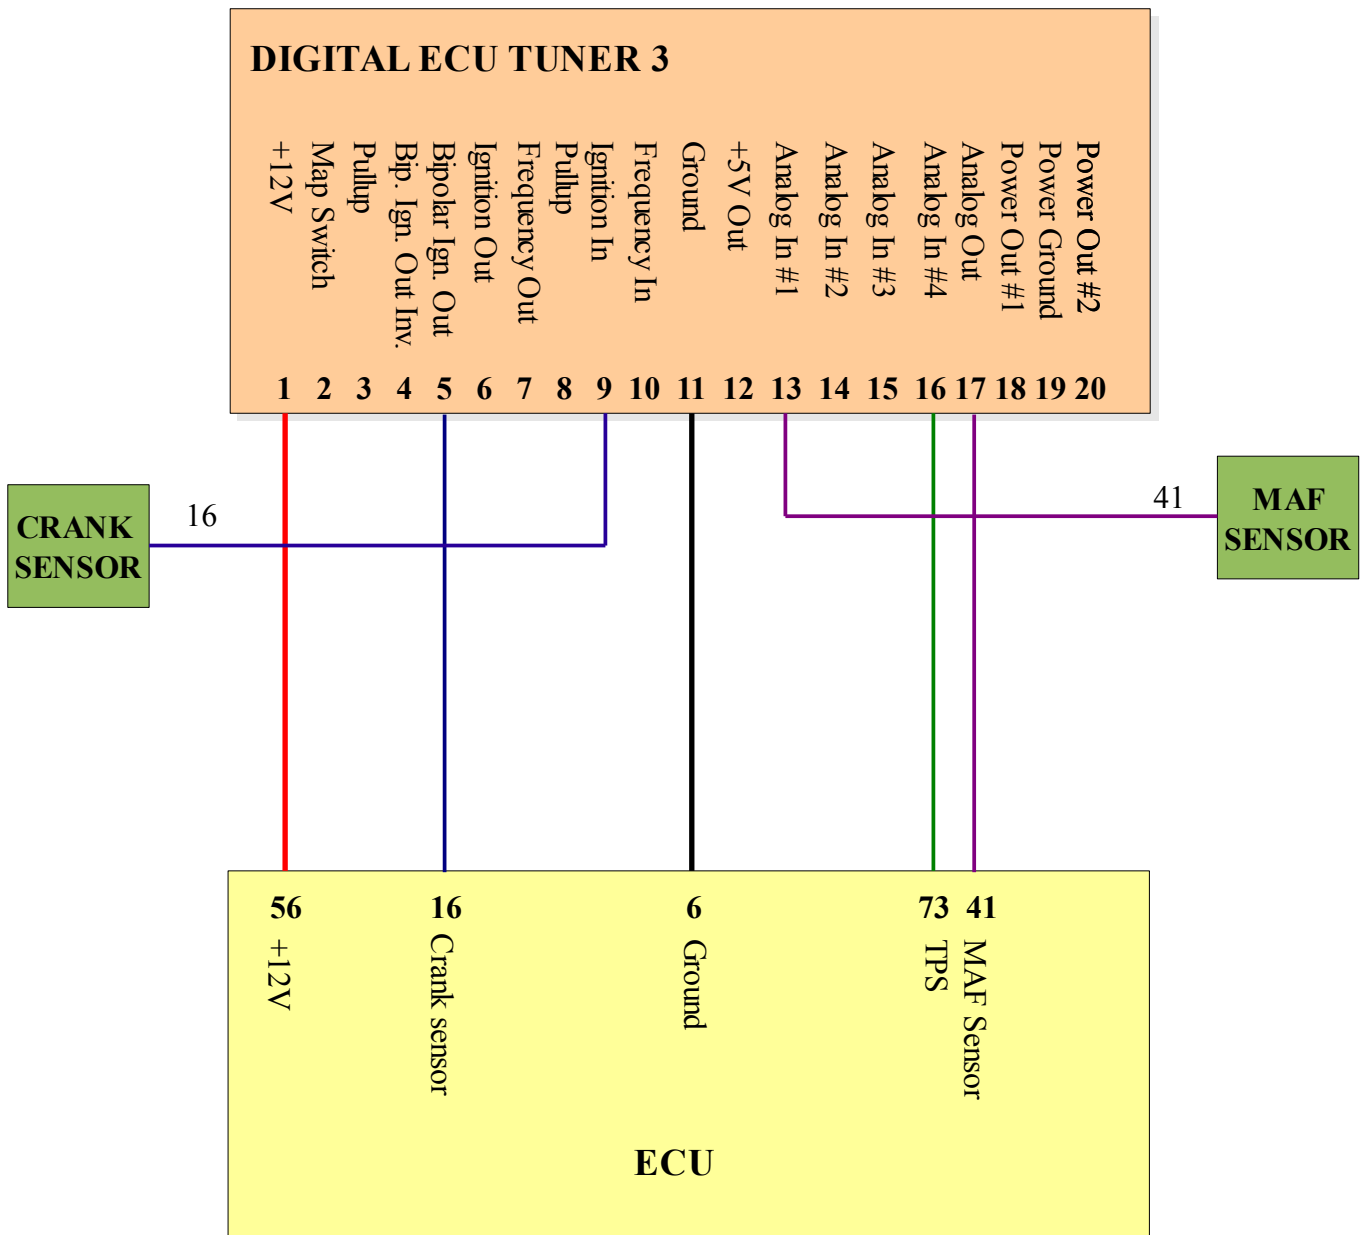 DIGITAL ECU TUNER 3
+12V
Map Switch
Pullup
Bip. Ign. Out Inv.
Bipolar Ign. Out
Ignition Out
Frequency Out
Pullup
Ignition In
Frequency In
Ground
+5V Out
Analog In #1
Analog In #2
Analog In #3
Analog In #4
Analog Out
Power Out #1
Power Ground
Power Out #2
1 2 3 4 5 6 7 8 9 10 11 12 13 14 15 16 17 18 19 20
CRANK
SENSOR
16
41
MAF
SENSOR
56 16 6 73 41
+12V
Crank sensor
Ground
TPS
MAF Sensor
ECU